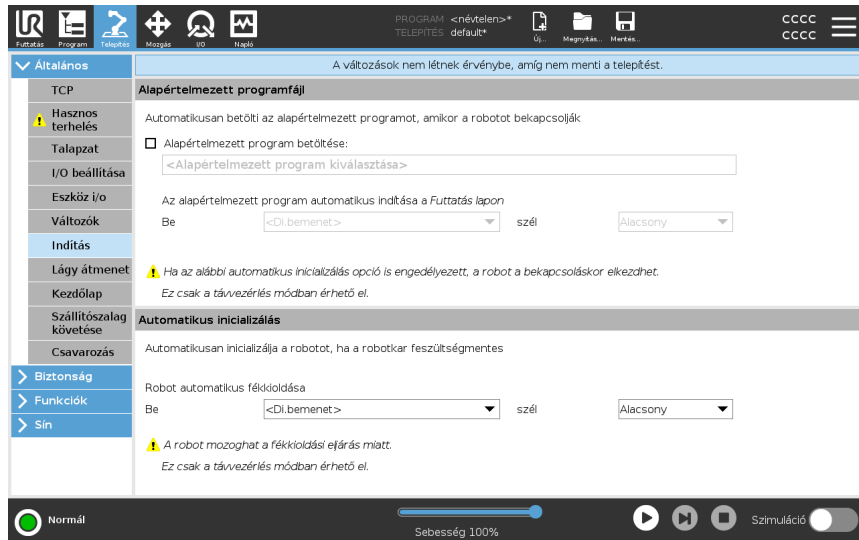 UR
Futtatás
Program
Telepítés
Mozgás
I/O
Napló
PROGRAM <névtelen>*
TELEPÍTÉS default*
Új...
Megnyitás...
Mentés...
CCCC
CCCC
Általános
TCP
Hasznos
terhelés
Talapzat
I/O beállítása
Eszköz i/o
Változók
Indítás
Lágy átmenet
Kezdőlap
Szállítószalag
követése
Csavarozás
Biztonság
Funkciók
Sín
A változások nem létnek érvénybe, amíg nem menti a telepítést.
Alapértelmezett programfájl
Automatikusan betölti az alapértelmezett programot, amikor a robotot bekapcsolják
Alapértelmezett program betöltése:
<Alapértelmezett program kiválasztása>
Az alapértelmezett program automatikus indítása a Futtatás lapon
Be <Di.bemenet> szél Alacsony
Ha az alábbi automatikus inicializálás opció is engedélyezett, a robot a bekapcsoláskor elkezdhet.
Ez csak a távvezérlés módban érhető el.
Automatikus inicializálás
Automatikusan inicializálja a robotot, ha a robotkar feszültségmentes
Robot automatikus fékkioldása
Be <Di.bemenet> szél Alacsony
A robot mozoghat a fékkioldási eljárás miatt.
Ez csak a távvezérlés módban érhető el.
Normál
Sebesség 100%
Szimuláció